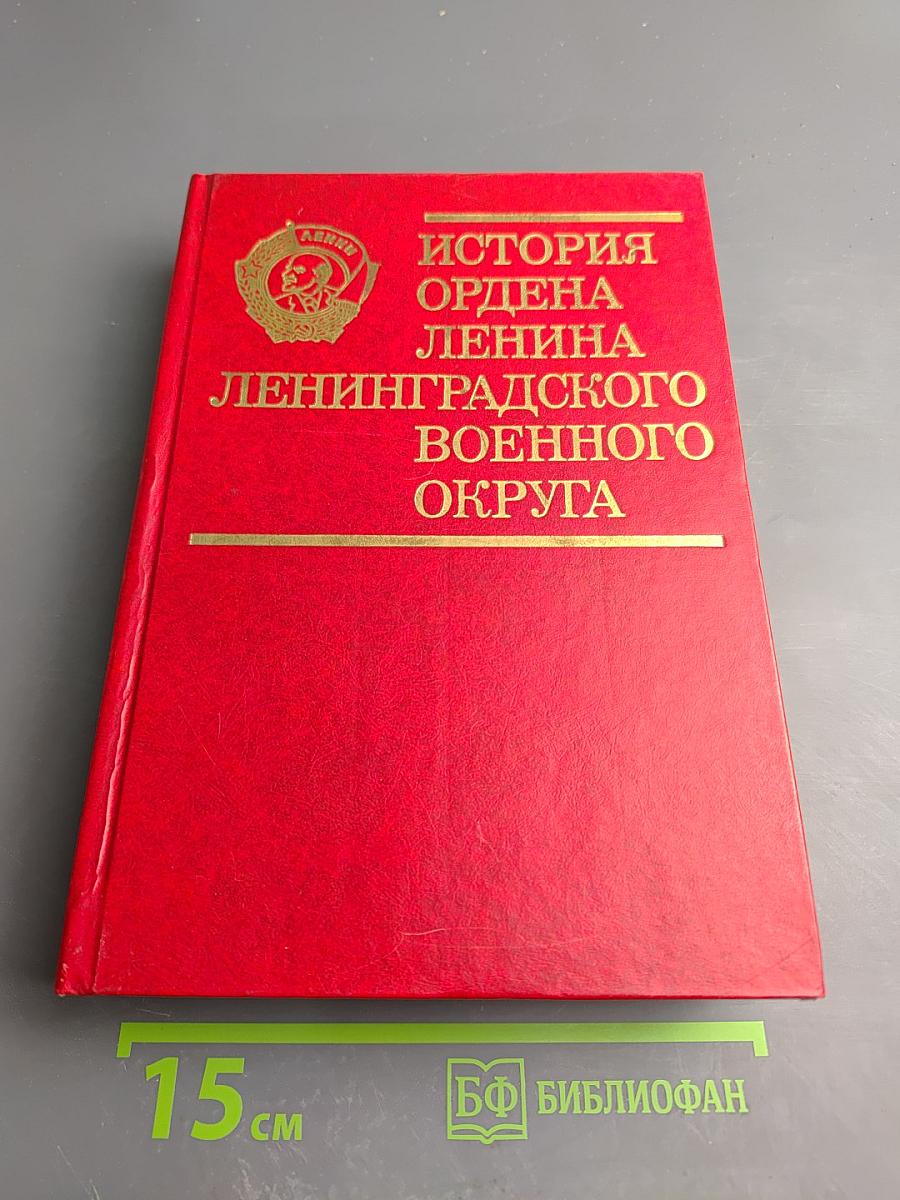 ЛЕНИН
ИСТОРИЯ
ОРДЕНА
ЛЕНИНА
ЛЕНИНГРАДСКОГО
ВОЕННОГО
ОКРУГА
15 см
БФ БИБЛИОФАН